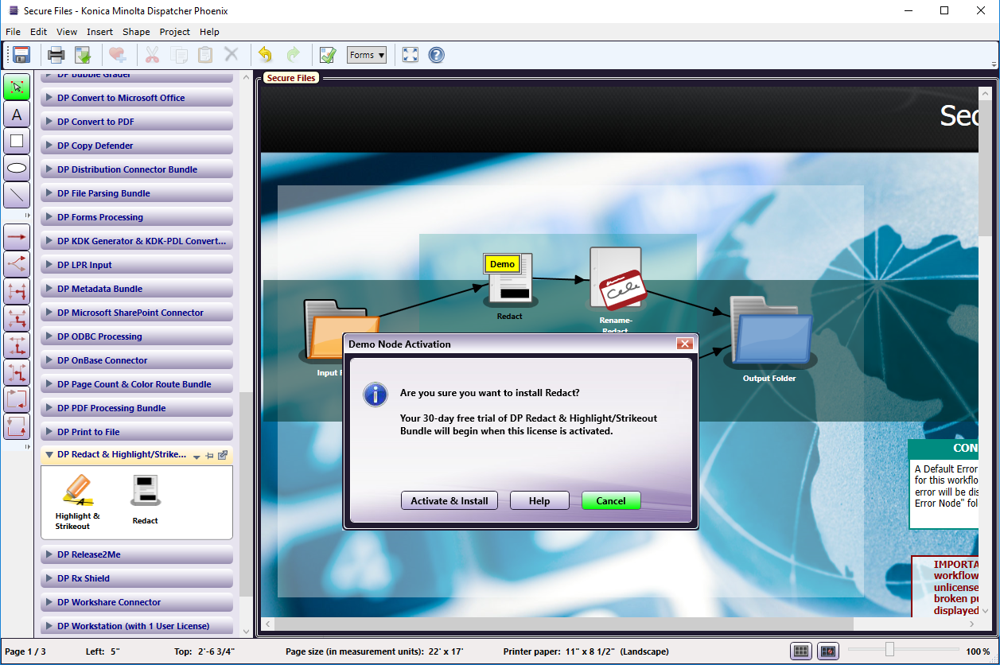 Secure Files - Konica Minolta Dispatcher Phoenix
File Edit View Insert Shape Project Help
Forms
DP Bubble Grader
DP Convert to Microsoft Office
DP Convert to PDF
DP Copy Defender
DP Distribution Connector Bundle
DP File Parsing Bundle
DP Forms Processing
DP KDK Generator & KDK-PDL Convert...
DP LPR Input
DP Metadata Bundle
DP Microsoft SharePoint Connector
DP ODBC Processing
DP OnBase Connector
DP Page Count & Color Route Bundle
DP PDF Processing Bundle
DP Print to File
DP Redact & Highlight/Strike...
Highlight &
Strikeout
Redact
DP Release2Me
DP Rx Shield
DP Workshare Connector
DP Workstation (with 1 User License)
A
Secure Files
Sec
Demo
Redact
Rename-
Redact
Input
Output Folder
Demo Node Activation
Are you sure you want to install Redact?
Your 30-day free trial of DP Redact & Highlight/Strikeout
Bundle will begin when this license is activated.
Activate & Install
Help
Cancel
CON
A Default Error
for this workflo
error will be dis
Error Node" fol
IMPORTA
workflow
unlicense
broken pu
displayed
Page 1 / 3
Left: 5"
Top: 2'-6 3/4"
Page size (in measurement units): 22' x 17'
Printer paper: 11" x 8 1/2" (Landscape)
100 %